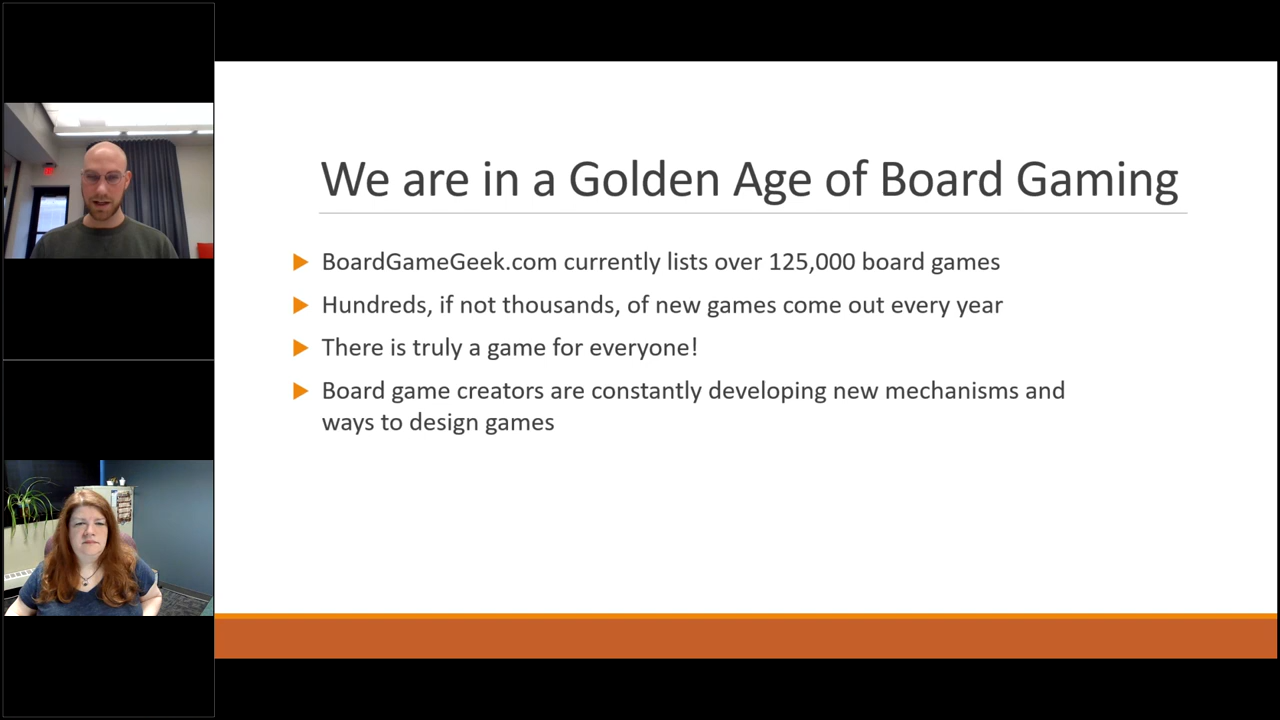 We are in a Golden Age of Board Gaming
BoardGameGeek.com currently lists over 125,000 board games
Hundreds, if not thousands, of new games come out every year
There is truly a game for everyone!
Board game creators are constantly developing new mechanisms and
ways to design games